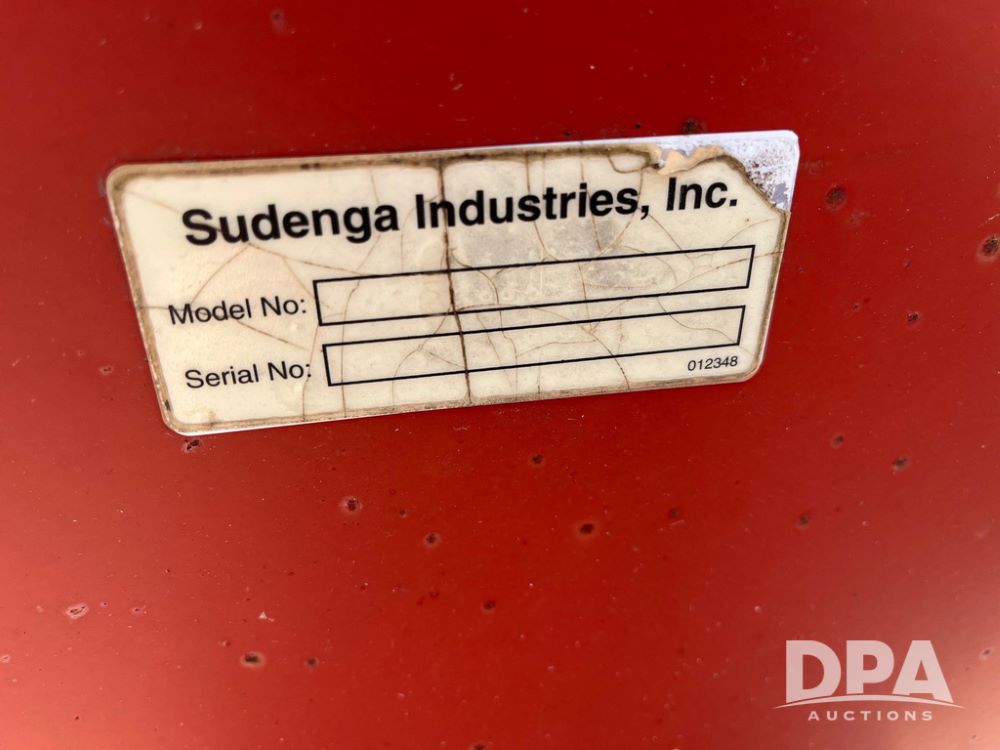 Sudenga Industries, Inc.
Model No:
Serial No:
012348
DPA
AUCTIONS